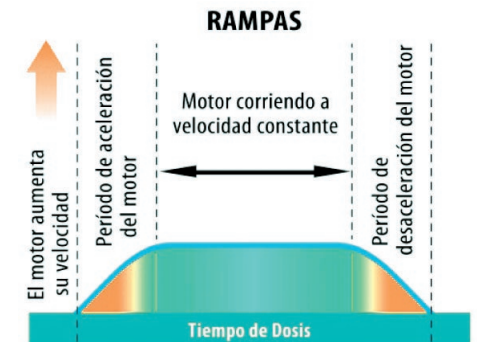 RAMPAS
El motor aumenta
su velocidad
Período de aceleración
del motor
Motor corriendo a
velocidad constante
Período de
desaceleración del motor
Tiempo de Dosis